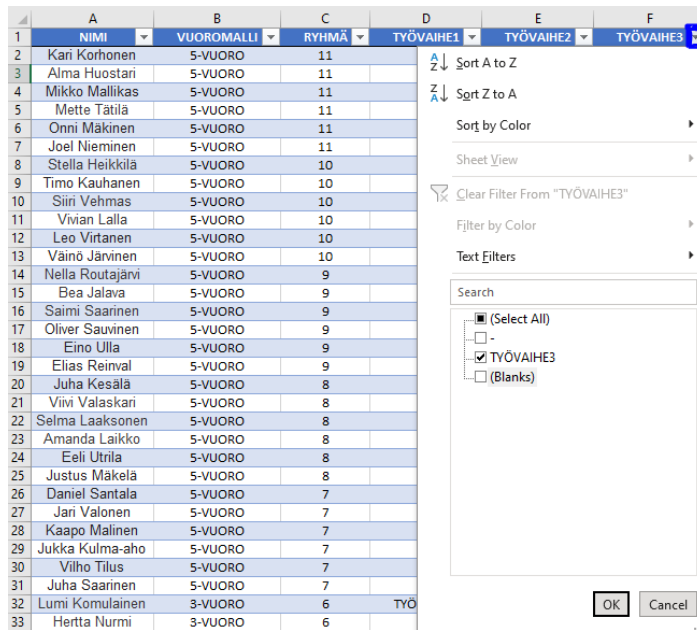 A B C D E F
1 NIMI VUOROMALLI RYHMÄ TYÖVAIHE1 TYÖVAIHE2 TYÖVAIHE3
2 Kari Korhonen 5-VUORO 11
3 Alma Huostari 5-VUORO 11
4 Mikko Mallikas 5-VUORO 11
5 Mette Tätilä 5-VUORO 11
6 Onni Mäkinen 5-VUORO 11
7 Joel Nieminen 5-VUORO 11
8 Stella Heikkilä 5-VUORO 10
9 Timo Kauhanen 5-VUORO 10
10 Siiri Vehmas 5-VUORO 10
11 Vivian Lalla 5-VUORO 10
12 Leo Virtanen 5-VUORO 10
13 Väinö Järvinen 5-VUORO 10
14 Nella Routajärvi 5-VUORO 9
15 Bea Jalava 5-VUORO 9
16 Saimi Saarinen 5-VUORO 9
17 Oliver Sauvinen 5-VUORO 9
18 Eino Ulla 5-VUORO 9
19 Elias Reinval 5-VUORO 9
20 Juha Kesälä 5-VUORO 8
21 Viivi Valaskari 5-VUORO 8
22 Selma Laaksonen 5-VUORO 8
23 Amanda Laikko 5-VUORO 8
24 Eeli Utrila 5-VUORO 8
25 Justus Mäkelä 5-VUORO 8
26 Daniel Santala 5-VUORO 7
27 Jari Valonen 5-VUORO 7
28 Kaapo Malinen 5-VUORO 7
29 Jukka Kulma-aho 5-VUORO 7
30 Vilho Tilus 5-VUORO 7
31 Juha Saarinen 5-VUORO 7
32 Lumi Komulainen 3-VUORO 6 TYÖ
33 Hertta Nurmi 3-VUORO 6
Sort A to Z
Sort Z to A
Sort by Color
Sheet View
Clear Filter From "TYÖVAIHE3"
Filter by Color
Text Filters
Search
(Select All)
-
TYÖVAIHE3
(Blanks)
OK Cancel